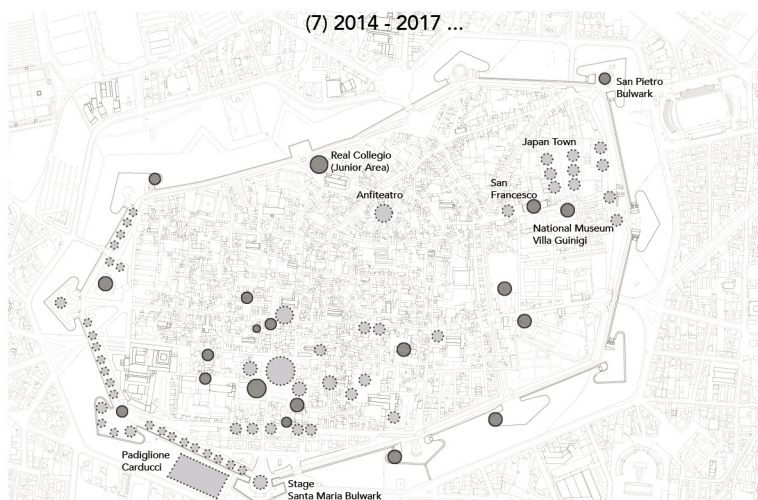 (7) 2014 - 2017 ...
San Pietro
Bulwark
Japan Town
Real Collegio
(Junior Area)
Anfiteatro
San
Francesco
National Museum
Villa Guinigi
Padiglione
Carducci
Stage
Santa Maria Bulwark